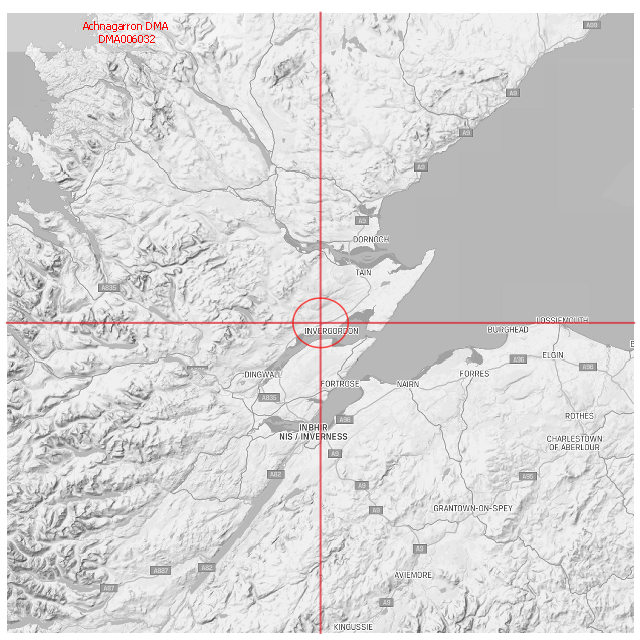 Achnagarron DMA
DMA006032
A99
A9
A9
A9
A9
DORNOCH
TAIN
A835
LOSSIEMOUTH
INVERGORDON
BURGHEAD
ELGIN
A96
A96
DINGWALL
FORRES
FORTROSE
NAIRN
A835
ROTHES
A96
INBHIR
NIS / INVERNESS
CHARLESTOWN
OF ABERLOUR
A9
A82
A95
A9
A9
GRANTOWN-ON-SPEY
A9
A887
A82
AVIEMORE
A87
A9
KINGUSSIE